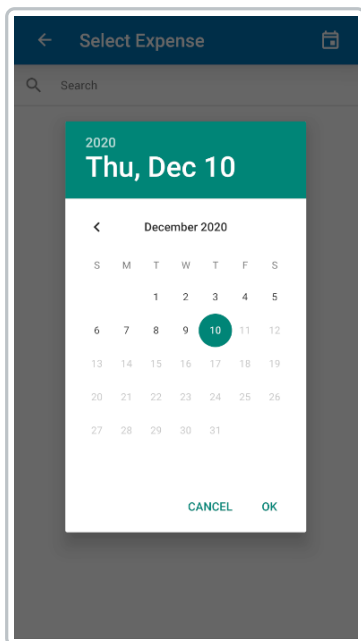 Select Expense
Search
2020
Thu, Dec 10
December 2020
S M T W T F S
1 2 3 4 5
6 7 8 9 10 11 12
13 14 15 16 17 18 19
20 21 22 23 24 25 26
27 28 29 30 31
CANCEL OK